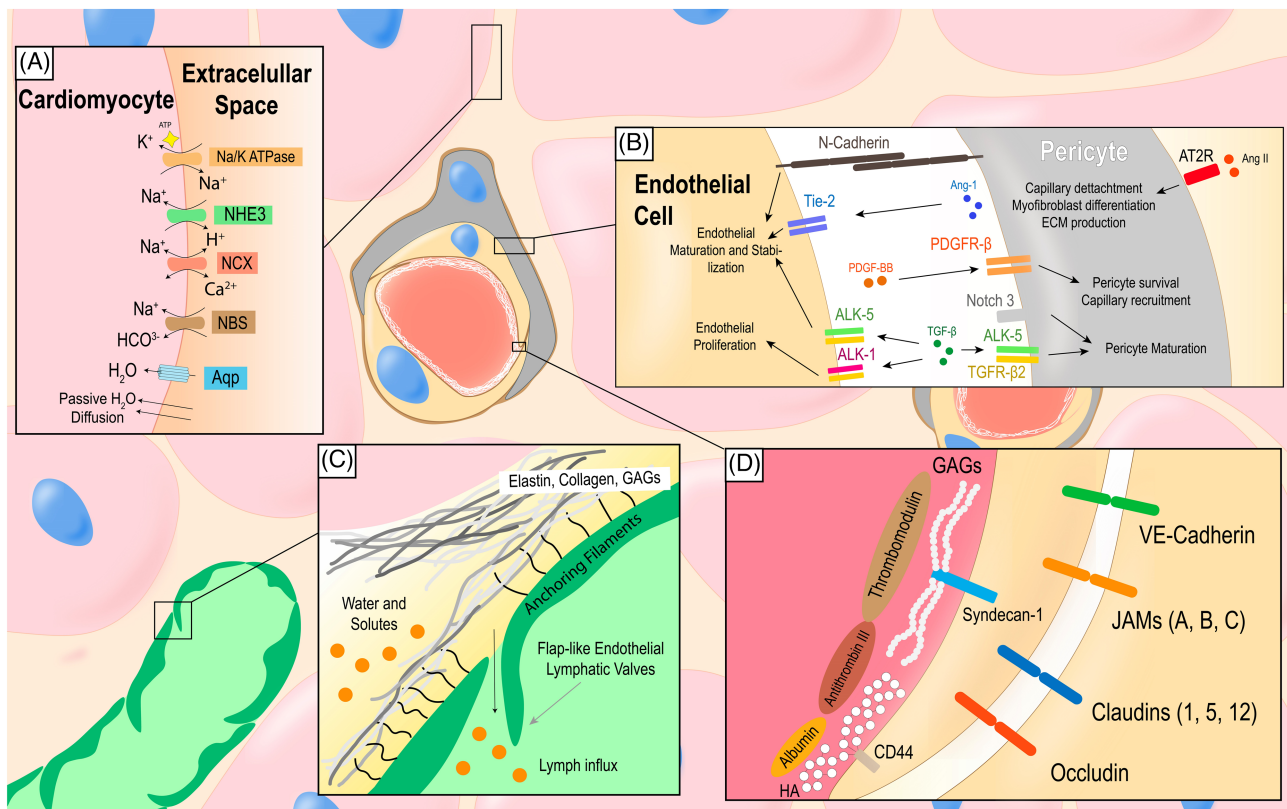 (A)
Cardiomyocyte
Extracelullar
Space
ATP
K⁺
Na/K ATPase
Na⁺
Na⁺
NHE3
H⁺
Na⁺
NCX
Ca²⁺
Na⁺
NBS
HCO³⁻
H₂O
Aqp
Passive H₂O
Diffusion
(B)
Endothelial
Cell
N-Cadherin
Pericyte
AT2R
Ang II
Capillary dettachtment
Myofibroblast differentiation
ECM production
Tie-2
Ang-1
Endothelial
Maturation and Stabi-
lization
PDGFR-β
PDGF-BB
Pericyte survival
Capillary recruitment
Notch 3
ALK-5
TGF-β
ALK-5
Endothelial
Proliferation
ALK-1
TGFR-β2
Pericyte Maturation
(C)
Elastin, Collagen, GAGs
Anchoring Filaments
Water and
Solutes
Flap-like Endothelial
Lymphatic Valves
Lymph influx
(D)
GAGs
Thrombomodulin
VE-Cadherin
Syndecan-1
JAMs (A, B, C)
Antithrombin III
Claudins (1, 5, 12)
Albumin
CD44
Occludin
HA